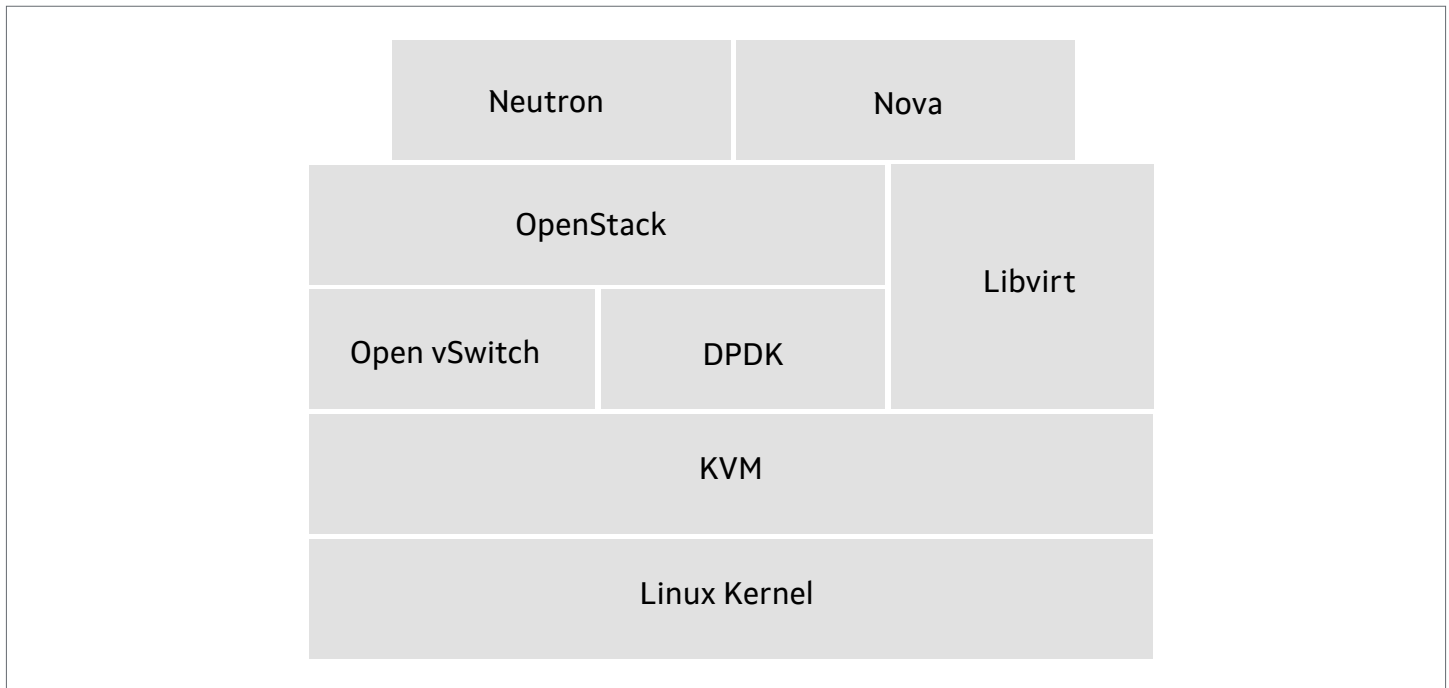 Neutron
Nova
OpenStack
Libvirt
Open vSwitch
DPDK
KVM
Linux Kernel